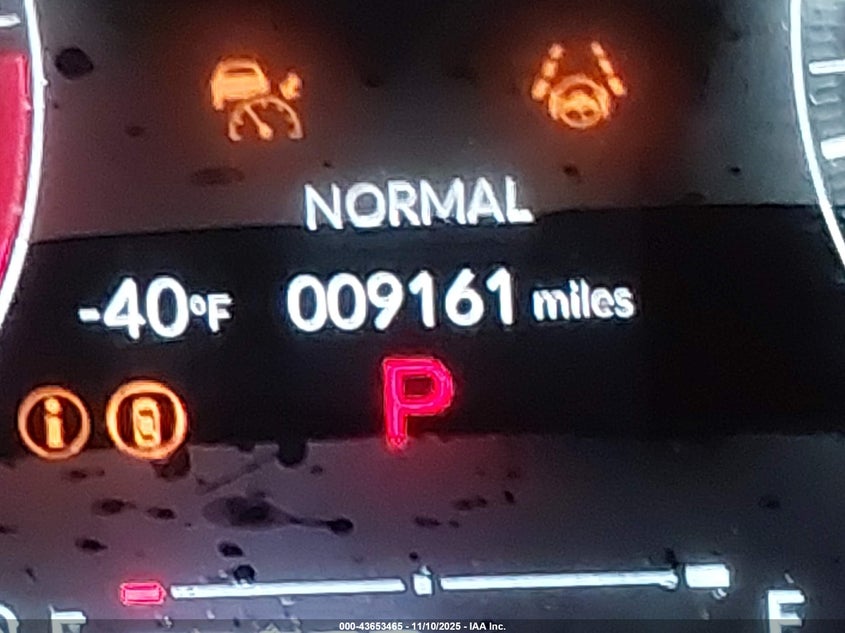 NORMAL
-40°F 009161 miles
P
E F
000-43653465 - 11/10/2025 - IAA Inc.